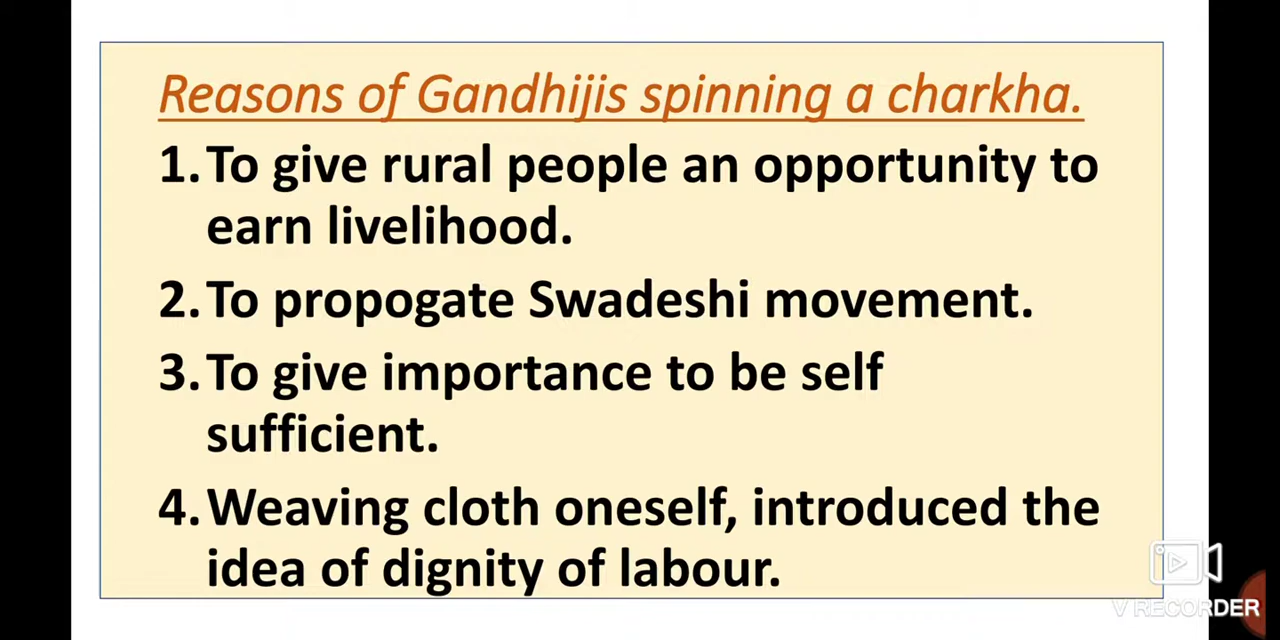 Reasons of Gandhijis spinning a charkha.
1. To give rural people an opportunity to
earn livelihood.
2. To propogate Swadeshi movement.
3. To give importance to be self
sufficient.
4. Weaving cloth oneself, introduced the
idea of dignity of labour.
V RECORDER